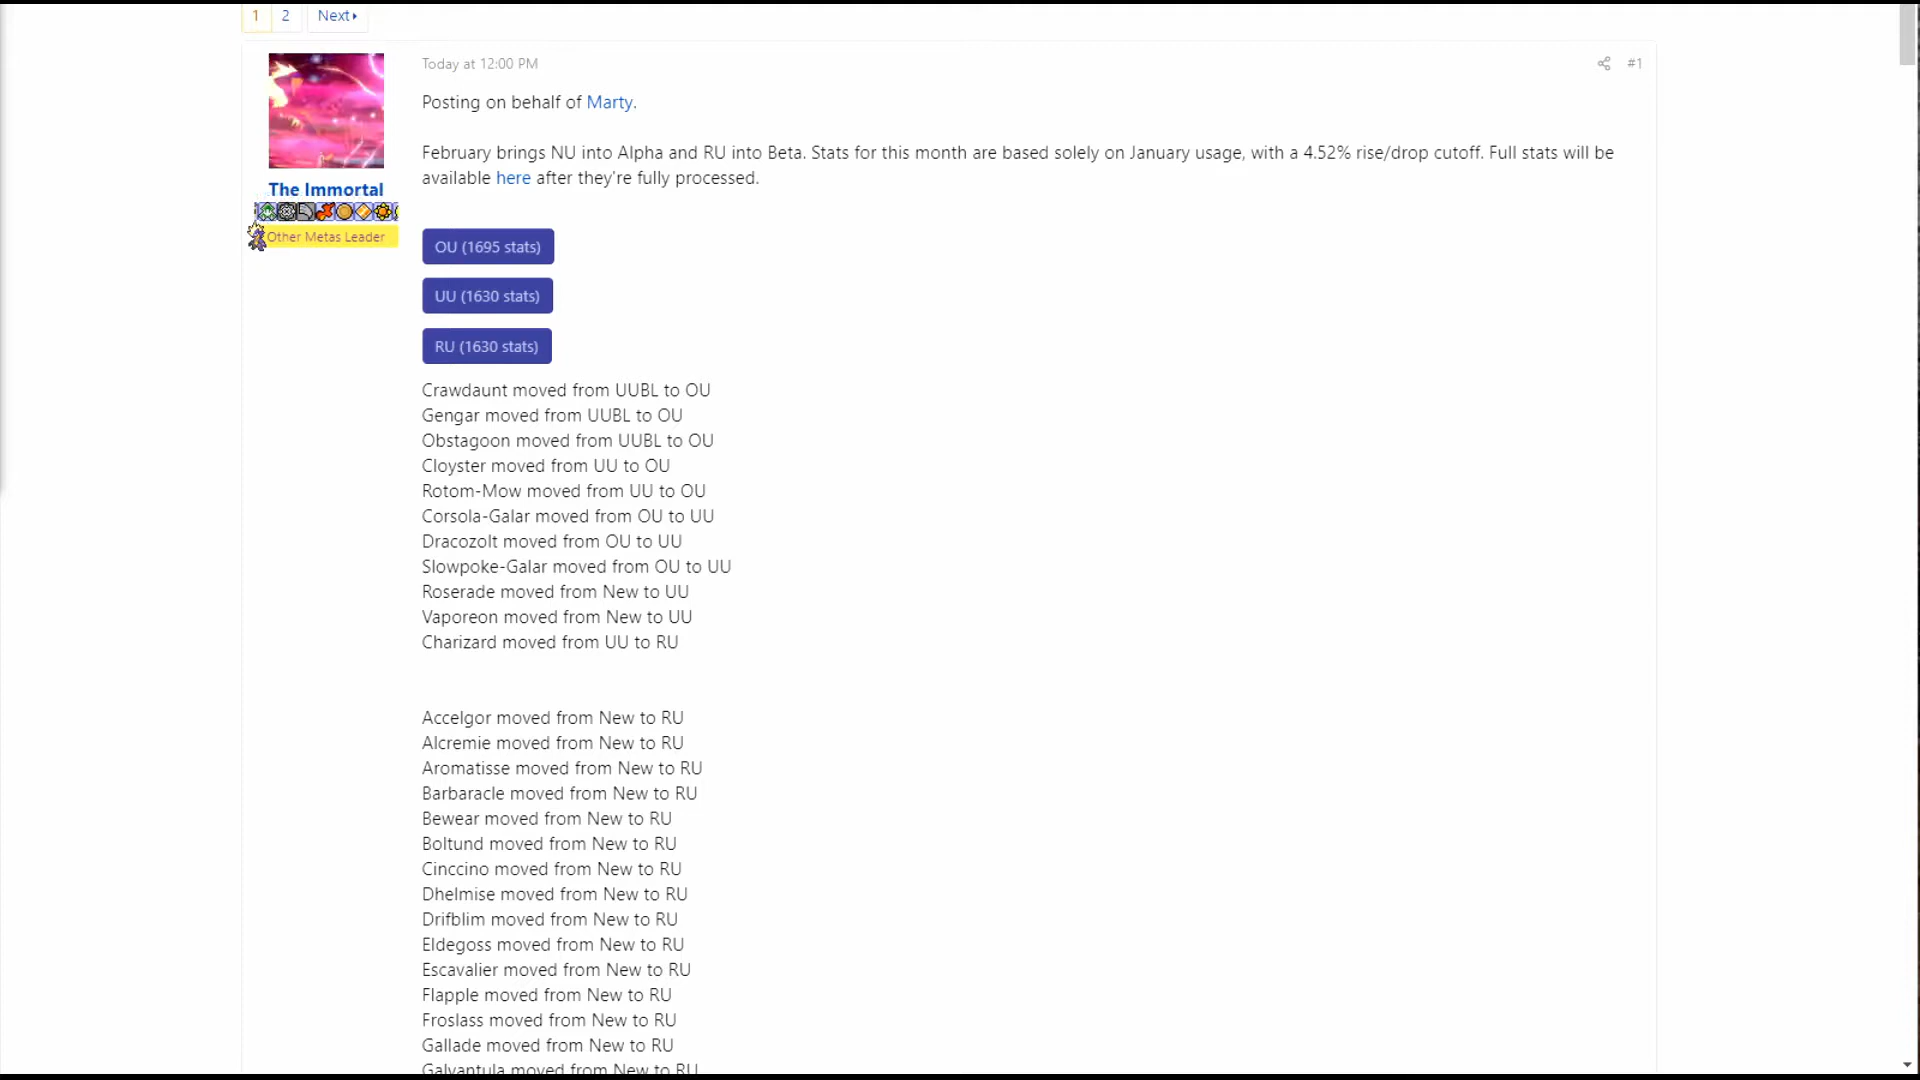 1 2 Next
Today at 12:00 PM
#1
Posting on behalf of Marty.
February brings NU into Alpha and RU into Beta. Stats for this month are based solely on January usage, with a 4.52% rise/drop cutoff. Full stats will be
available here after they're fully processed.
The Immortal
Other Metas Leader
OU (1695 stats)
UU (1630 stats)
RU (1630 stats)
Crawdaunt moved from UUBL to OU
Gengar moved from UUBL to OU
Obstagoon moved from UUBL to OU
Cloyster moved from UU to OU
Rotom-Mow moved from UU to OU
Corsola-Galar moved from OU to UU
Dracozolt moved from OU to UU
Slowpoke-Galar moved from OU to UU
Roserade moved from New to UU
Vaporeon moved from New to UU
Charizard moved from UU to RU
Accelgor moved from New to RU
Alcremie moved from New to RU
Aromatisse moved from New to RU
Barbaracle moved from New to RU
Bewear moved from New to RU
Boltund moved from New to RU
Cinccino moved from New to RU
Dhelmise moved from New to RU
Drifblim moved from New to RU
Eldegoss moved from New to RU
Escavalier moved from New to RU
Flapple moved from New to RU
Froslass moved from New to RU
Gallade moved from New to RU
Galvantula moved from New to RU